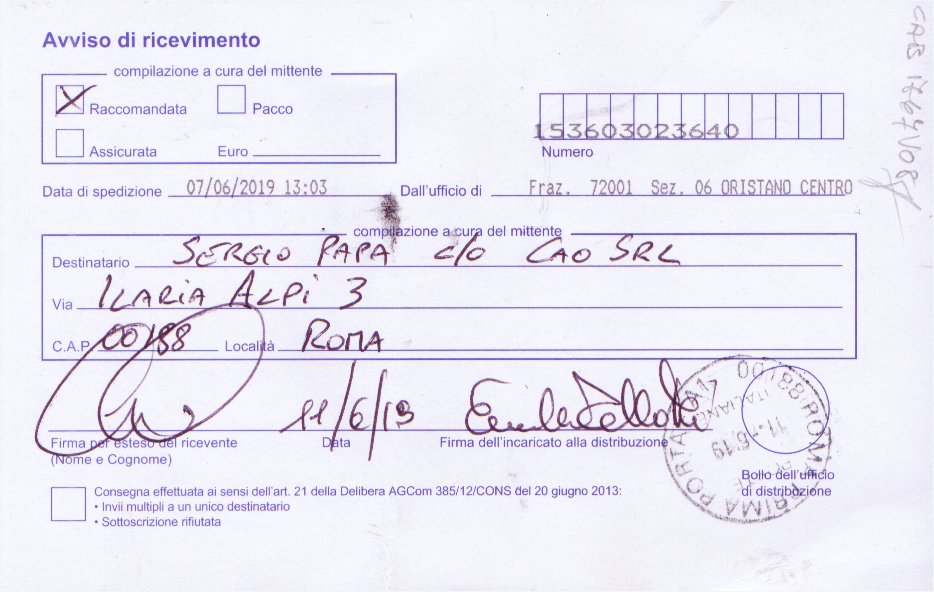 Avviso di ricevimento
compilazione a cura del mittente
Raccomandata Pacco
Assicurata Euro
153603023640
Numero
Data di spedizione 07/06/2019 13:03 Dall'ufficio di Fraz. 72001 Sez. 06 ORISTANO CENTRO
compilazione a cura del mittente
Destinatario SERGIO PAPA c/o CAO SRL
Via ILARIA ALPI 3
C.A.P. 00188 Località ROMA
11/6/19
Firma per esteso del ricevente Data Firma dell'incaricato alla distribuzione
(Nome e Cognome)
00188 ROMA
PRIMA PORTA
Bollo dell'ufficio
di distribuzione
Consegna effettuata ai sensi dell'art. 21 della Delibera AGCom 385/12/CONS del 20 giugno 2013:
• Invii multipli a un unico destinatario
• Sottoscrizione rifiutata